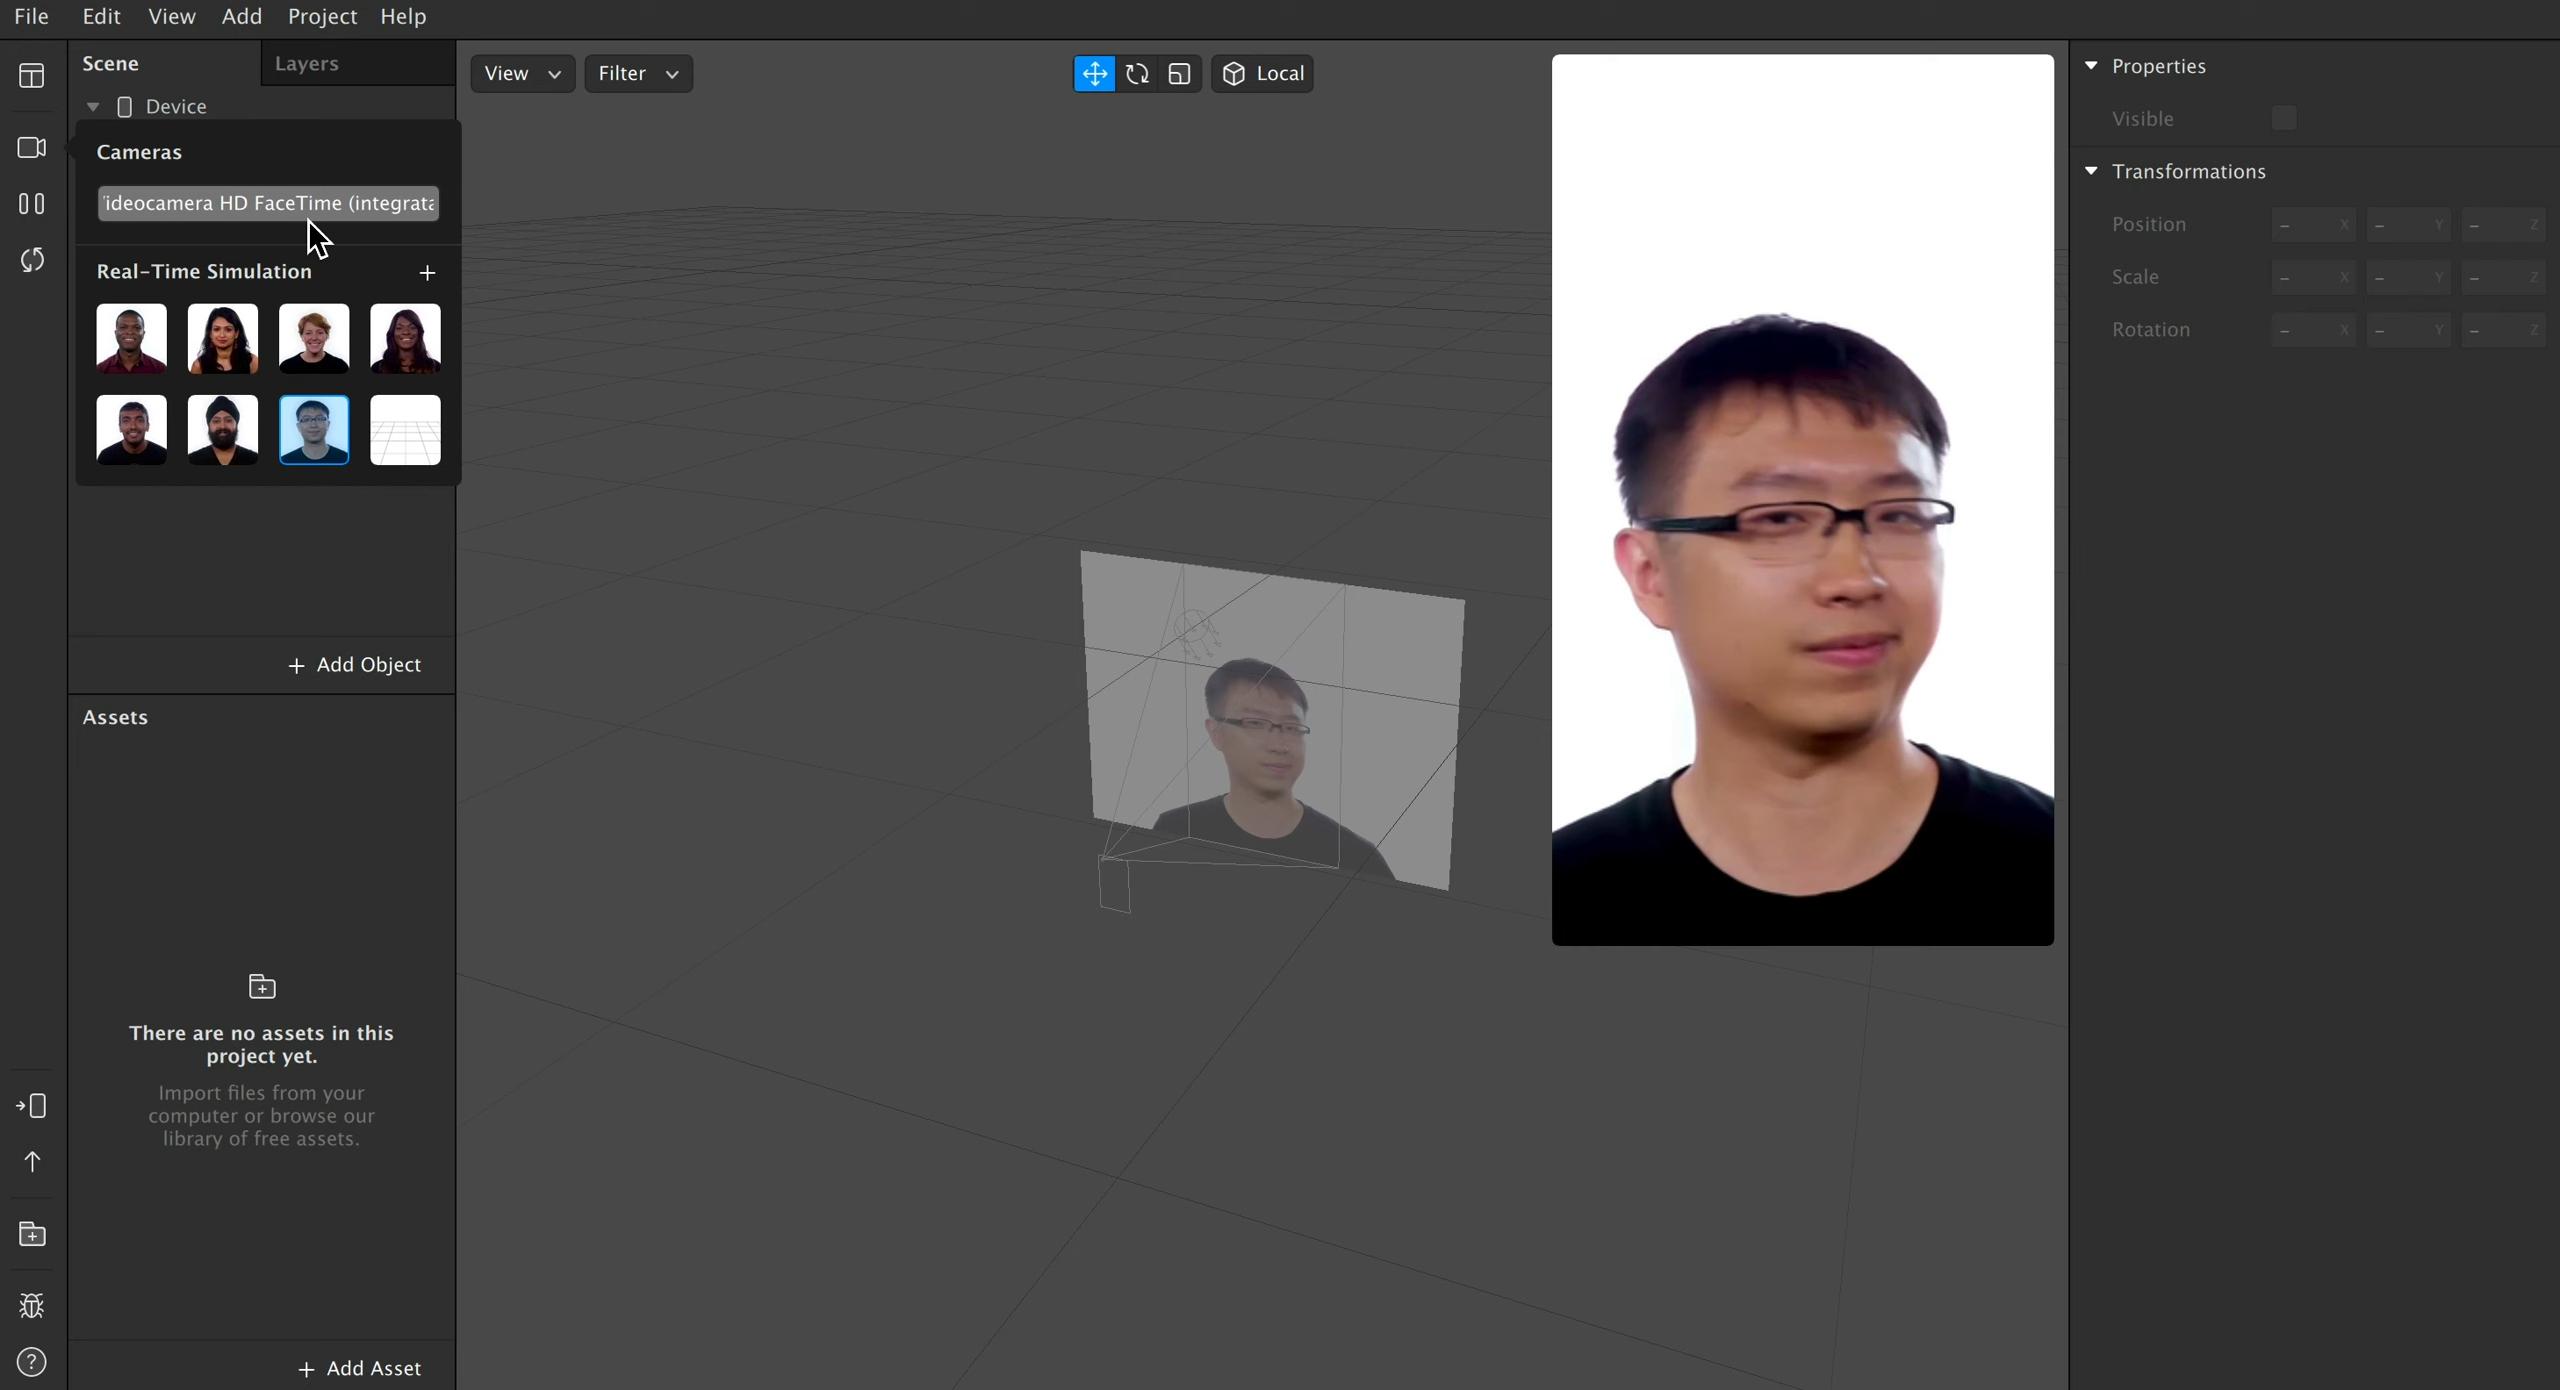 File Edit View Add Project Help
Scene Layers
Device
Cameras
ideocamera HD FaceTime (integrata
Real-Time Simulation +
+ Add Object
Assets
There are no assets in this
project yet.
Import files from your
computer or browse our
library of free assets.
+ Add Asset
View Filter
Local
Properties
Visible
Transformations
Position - X - Y - Z
Scale - X - Y - Z
Rotation - X - Y - Z